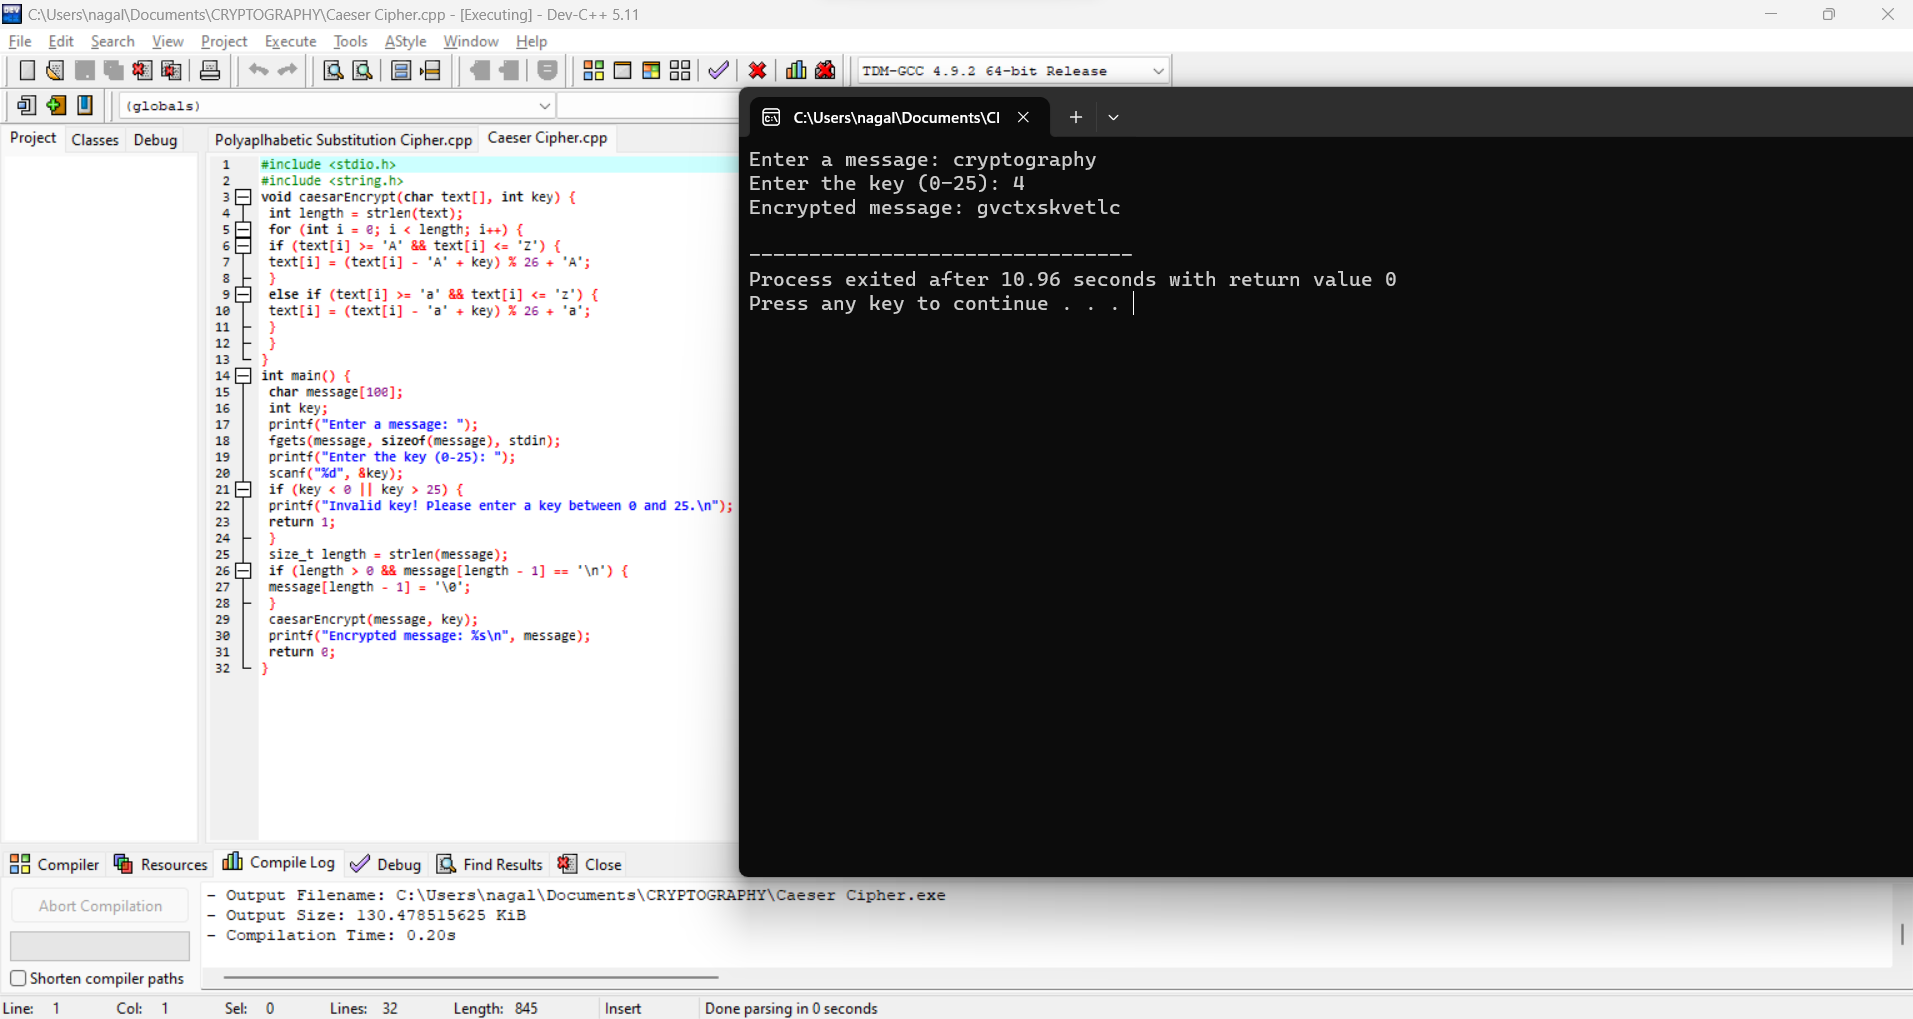 C:\Users\nagal\Documents\CRYPTOGRAPHY\Caeser Cipher.cpp - [Executing] - Dev-C++ 5.11
File Edit Search View Project Execute Tools AStyle Window Help
TDM-GCC 4.9.2 64-bit Release
(globals)
Project Classes Debug
Polyaplhabetic Substitution Cipher.cpp Caeser Cipher.cpp
1 #include <stdio.h>
2 #include <string.h>
3 void caesarEncrypt(char text[], int key) {
4 int length = strlen(text);
5 for (int i = 0; i < length; i++) {
6 if (text[i] >= 'A' && text[i] <= 'Z') {
7 text[i] = (text[i] - 'A' + key) % 26 + 'A';
8 }
9 else if (text[i] >= 'a' && text[i] <= 'z') {
10 text[i] = (text[i] - 'a' + key) % 26 + 'a';
11 }
12 }
13 }
14 int main() {
15 char message[100];
16 int key;
17 printf("Enter a message: ");
18 fgets(message, sizeof(message), stdin);
19 printf("Enter the key (0-25): ");
20 scanf("%d", &key);
21 if (key < 0 || key > 25) {
22 printf("Invalid key! Please enter a key between 0 and 25.\n");
23 return 1;
24 }
25 size_t length = strlen(message);
26 if (length > 0 && message[length - 1] == '\n') {
27 message[length - 1] = '\0';
28 }
29 caesarEncrypt(message, key);
30 printf("Encrypted message: %s\n", message);
31 return 0;
32 }
C:\Users\nagal\Documents\CI
Enter a message: cryptography
Enter the key (0-25): 4
Encrypted message: gvctxskvetlc
--------------------------------
Process exited after 10.96 seconds with return value 0
Press any key to continue . . .
Compiler Resources Compile Log Debug Find Results Close
Abort Compilation
Shorten compiler paths
- Output Filename: C:\Users\nagal\Documents\CRYPTOGRAPHY\Caeser Cipher.exe
- Output Size: 130.478515625 KiB
- Compilation Time: 0.20s
Line: 1 Col: 1 Sel: 0 Lines: 32 Length: 845 Insert Done parsing in 0 seconds